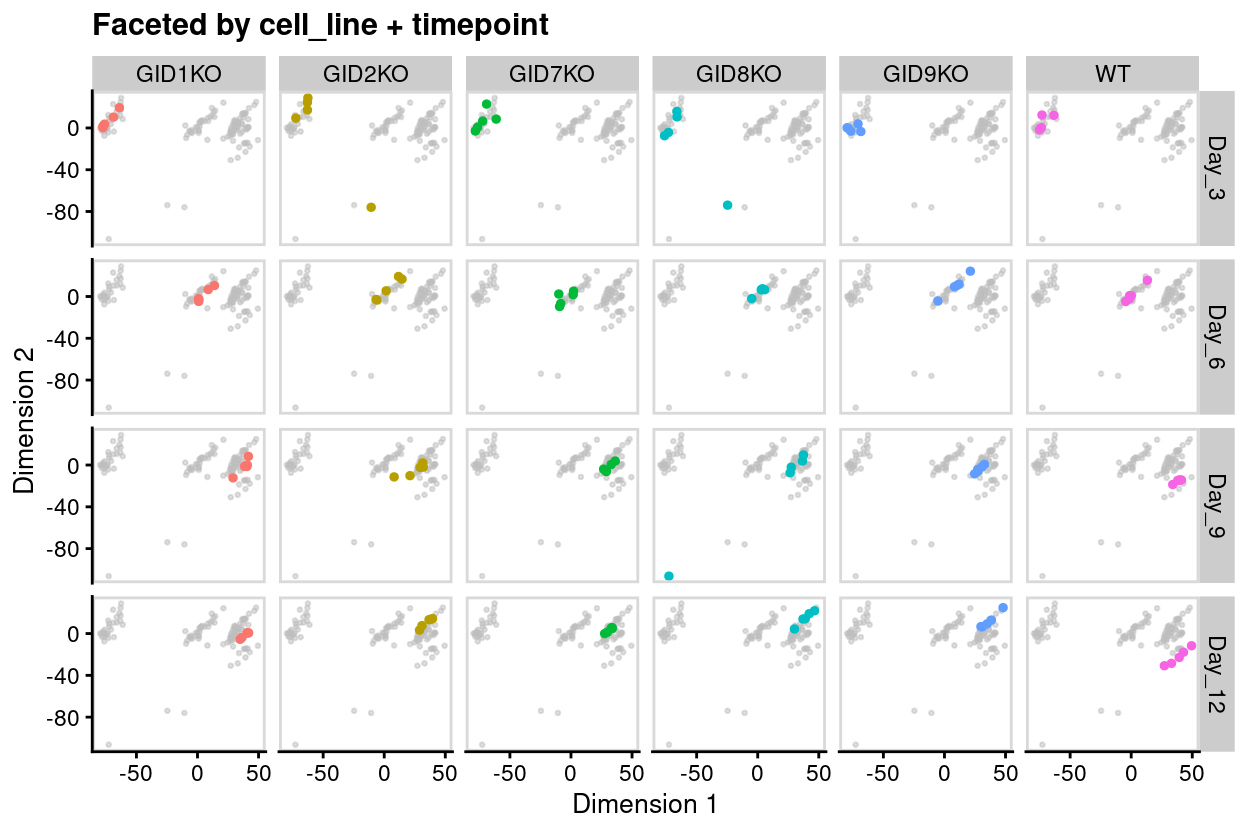 Faceted by cell_line + timepoint
GID1KO GID2KO GID7KO GID8KO GID9KO WT
0
-40
-80
Day_3
0
-40
-80
Day_6
0
-40
-80
Day_9
0
-40
-80
Day_12
Dimension 2
-50 0 50 -50 0 50 -50 0 50 -50 0 50 -50 0 50 -50 0 50
Dimension 1